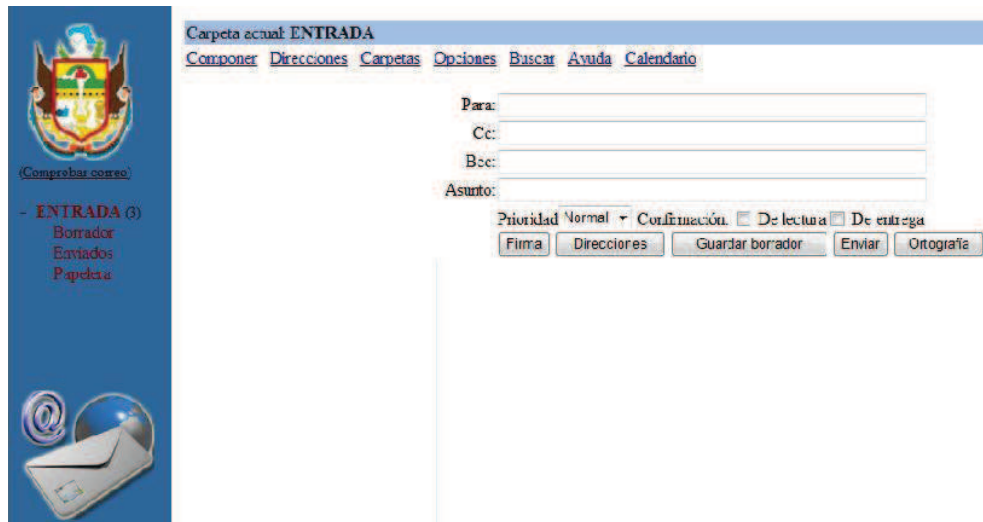 Carpeta actual: ENTRADA
Componer Direcciones Carpetas Opciones Buscar Ayuda Calendario
(Comprobar correo)
- ENTRADA (3)
Borrador
Enviados
Papelera
Para:
Cc:
Bcc:
Asunto:
Prioridad Normal Confirmación: De lectura De entrega
Firma Direcciones Guardar borrador Enviar Ortografía